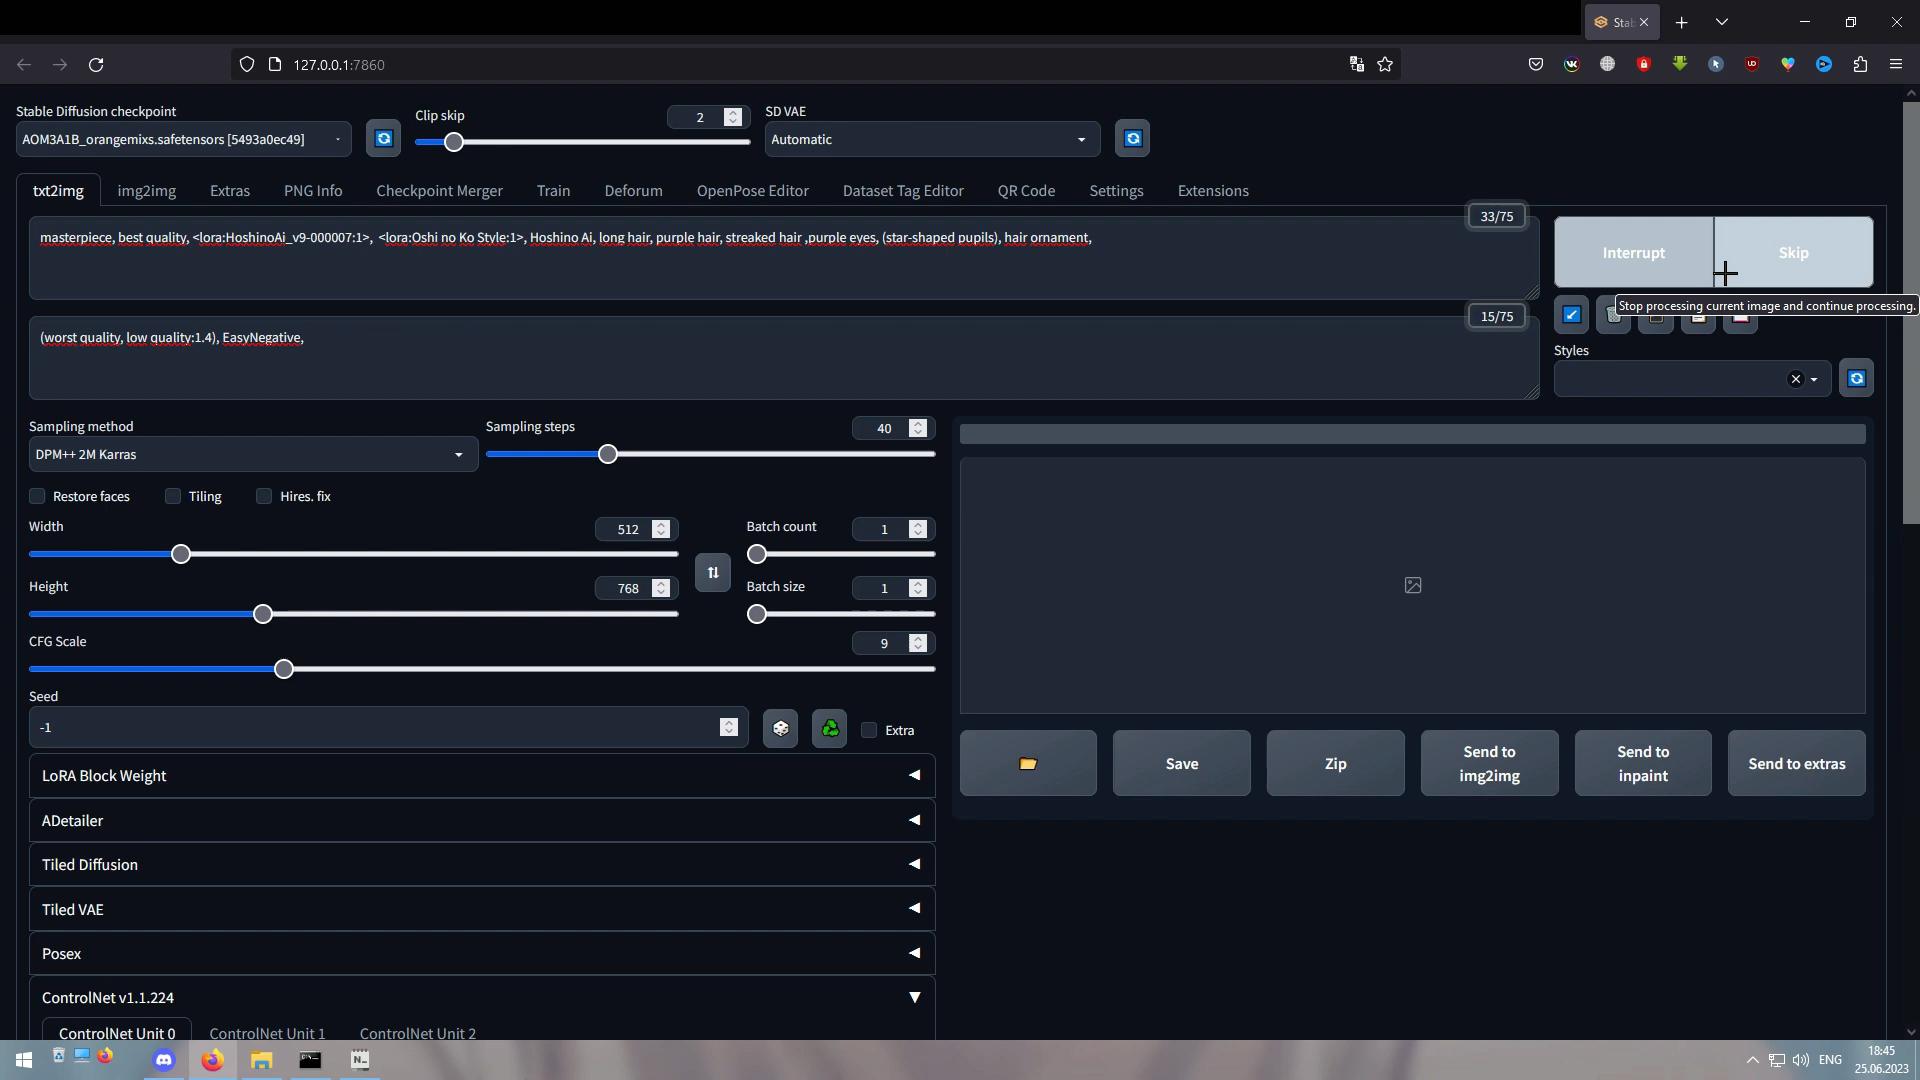 Stab
127.0.0.1:7860
Stable Diffusion checkpoint
AOM3A1B_orangemixs.safetensors [5493a0ec49]
Clip skip
2
SD VAE
Automatic
txt2img img2img Extras PNG Info Checkpoint Merger Train Deforum OpenPose Editor Dataset Tag Editor QR Code Settings Extensions
33/75
masterpiece, best quality, <lora:HoshinoAi_v9-000007:1>, <lora:Oshi no Ko Style:1>, Hoshino Ai, long hair, purple hair, streaked hair ,purple eyes, (star-shaped pupils), hair ornament,
Interrupt Skip
Stop processing current image and continue processing.
15/75
(worst quality, low quality:1.4), EasyNegative,
Styles
Sampling method
DPM++ 2M Karras
Sampling steps
40
Restore faces Tiling Hires. fix
Width
512
Batch count
1
Height
768
Batch size
1
CFG Scale
9
Seed
-1
Extra
Save
Zip
Send to
img2img
Send to
inpaint
Send to extras
LoRA Block Weight
ADetailer
Tiled Diffusion
Tiled VAE
Posex
ControlNet v1.1.224
ControlNet Unit 0 ControlNet Unit 1 ControlNet Unit 2
ENG
18:45
25.06.2023